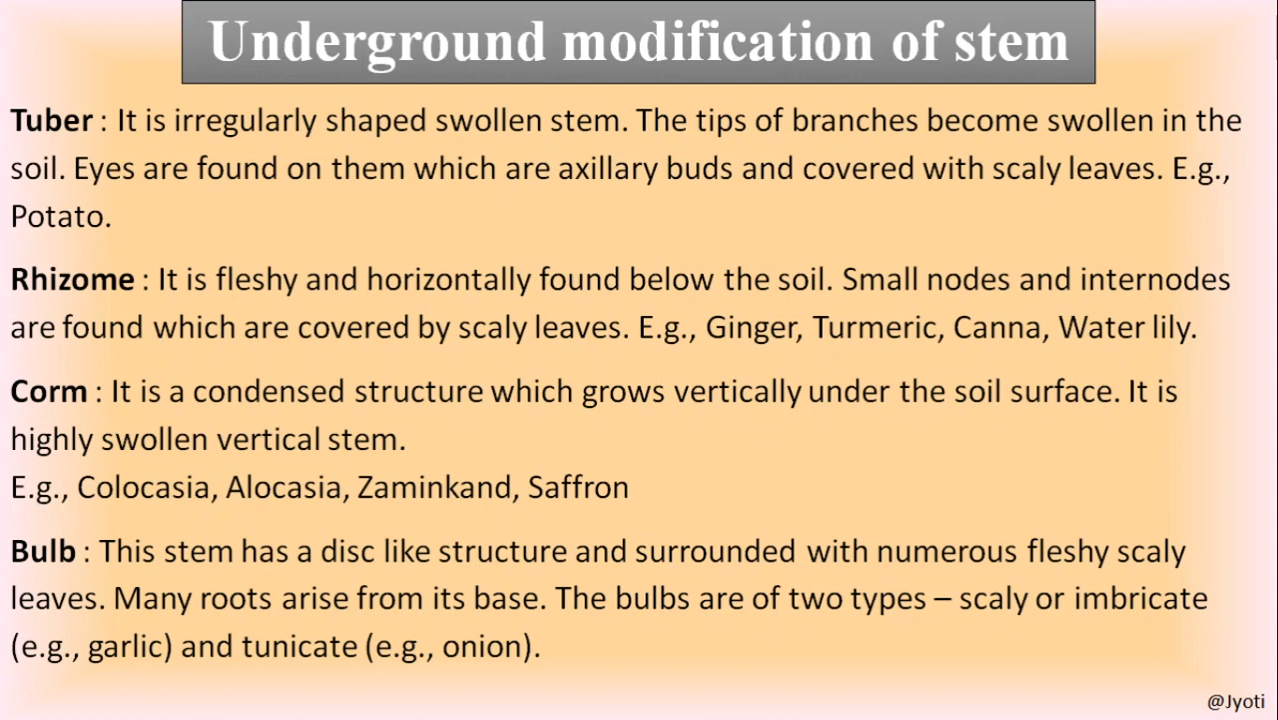 Underground modification of stem
Tuber : It is irregularly shaped swollen stem. The tips of branches become swollen in the
soil. Eyes are found on them which are axillary buds and covered with scaly leaves. E.g.,
Potato.
Rhizome : It is fleshy and horizontally found below the soil. Small nodes and internodes
are found which are covered by scaly leaves. E.g., Ginger, Turmeric, Canna, Water lily.
Corm : It is a condensed structure which grows vertically under the soil surface. It is
highly swollen vertical stem.
E.g., Colocasia, Alocasia, Zaminkand, Saffron
Bulb : This stem has a disc like structure and surrounded with numerous fleshy scaly
leaves. Many roots arise from its base. The bulbs are of two types – scaly or imbricate
(e.g., garlic) and tunicate (e.g., onion).
@Jyoti